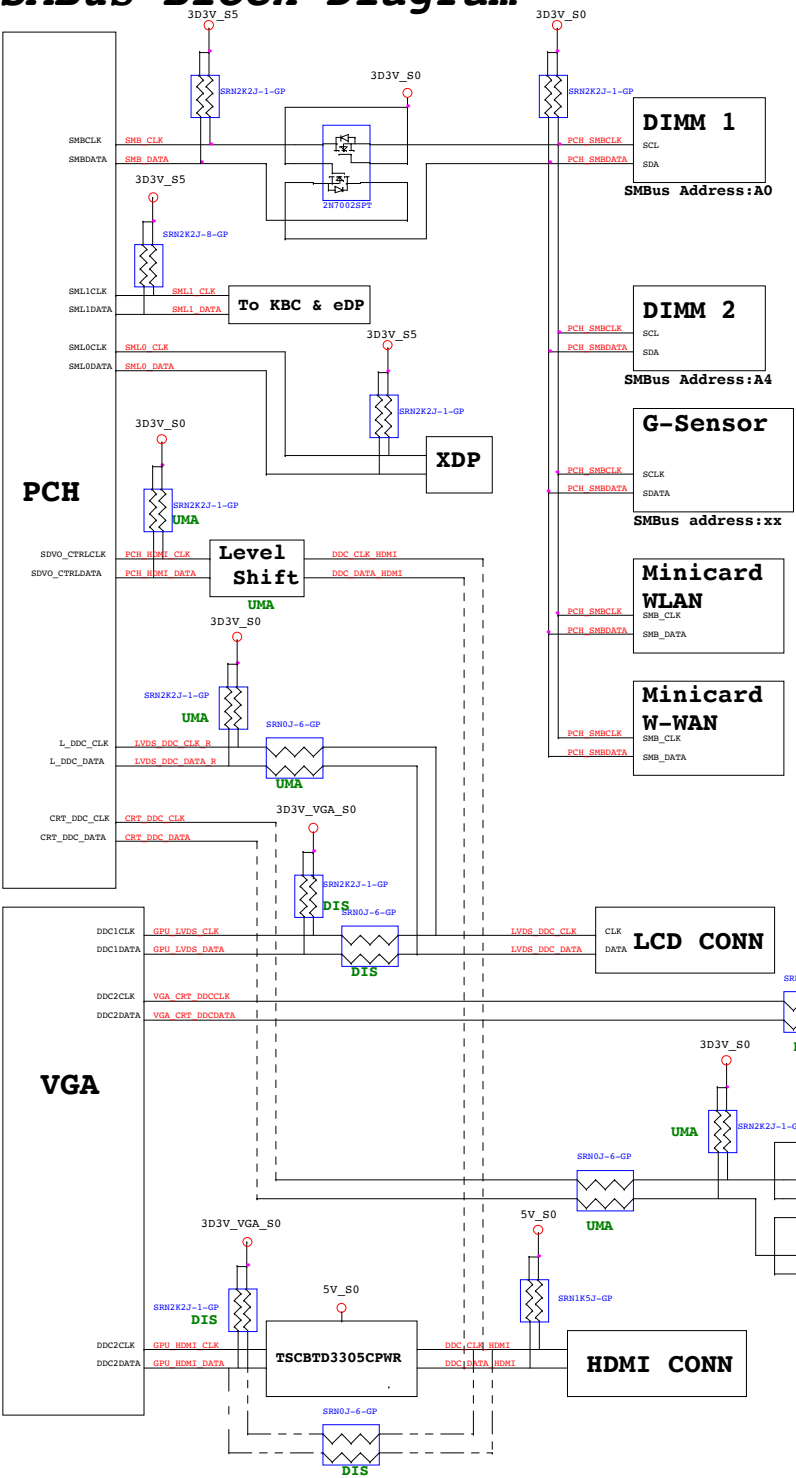 SMBus Block Diagram
3D3V_S5
3D3V_S0
SRN2K2J-1-GP
3D3V_S0
SRN2K2J-1-GP
DIMM 1
SMBCLK
SMB_CLK
PCH_SMBCLK
SCL
SMBDATA
SMB_DATA
PCH_SMBDATA
SDA
3D3V_S5
2N7002SPT
SMBus Address:A0
SRN2K2J-8-GP
SML1CLK
SML1_CLK
SML1DATA
SML1_DATA
To KBC & eDP
DIMM 2
PCH_SMBCLK
SCL
PCH_SMBDATA
SDA
SMBus Address:A4
SML0CLK
SML0_CLK
SML0DATA
SML0_DATA
3D3V_S5
SRN2K2J-1-GP
XDP
G-Sensor
PCH_SMBCLK
SCLK
PCH_SMBDATA
SDATA
SMBus address:xx
3D3V_S0
PCH
SRN2K2J-1-GP
UMA
SDVO_CTRLCLK
PCH_HDMI_CLK
SDVO_CTRLDATA
PCH_HDMI_DATA
Level
Shift
UMA
DDC_CLK_HDMI
DDC_DATA_HDMI
Minicard
WLAN
PCH_SMBCLK
SMB_CLK
PCH_SMBDATA
SMB_DATA
3D3V_S0
SRN2K2J-1-GP
UMA
SRN0J-6-GP
L_DDC_CLK
LVDS_DDC_CLK_R
L_DDC_DATA
LVDS_DDC_DATA_R
UMA
Minicard
W-WAN
PCH_SMBCLK
SMB_CLK
PCH_SMBDATA
SMB_DATA
CRT_DDC_CLK
CRT_DDC_CLK
CRT_DDC_DATA
CRT_DDC_DATA
3D3V_VGA_S0
SRN2K2J-1-GP
DIS
SRN0J-6-GP
DDC1CLK
GPU_LVDS_CLK
DDC1DATA
GPU_LVDS_DATA
DIS
LVDS_DDC_CLK
CLK
LVDS_DDC_DATA
DATA
LCD CONN
DDC2CLK
VGA_CRT_DDCCLK
DDC2DATA
VGA_CRT_DDCDATA
VGA
3D3V_S0
UMA
SRN0J-6-GP
UMA
3D3V_VGA_S0
5V_S0
5V_S0
SRN2K2J-1-GP
DIS
SRN1K5J-GP
DDC2CLK
GPU_HDMI_CLK
DDC2DATA
GPU_HDMI_DATA
TSCBTD3305CPWR
DDC_CLK_HDMI
DDC_DATA_HDMI
HDMI CONN
SRN0J-6-GP
DIS